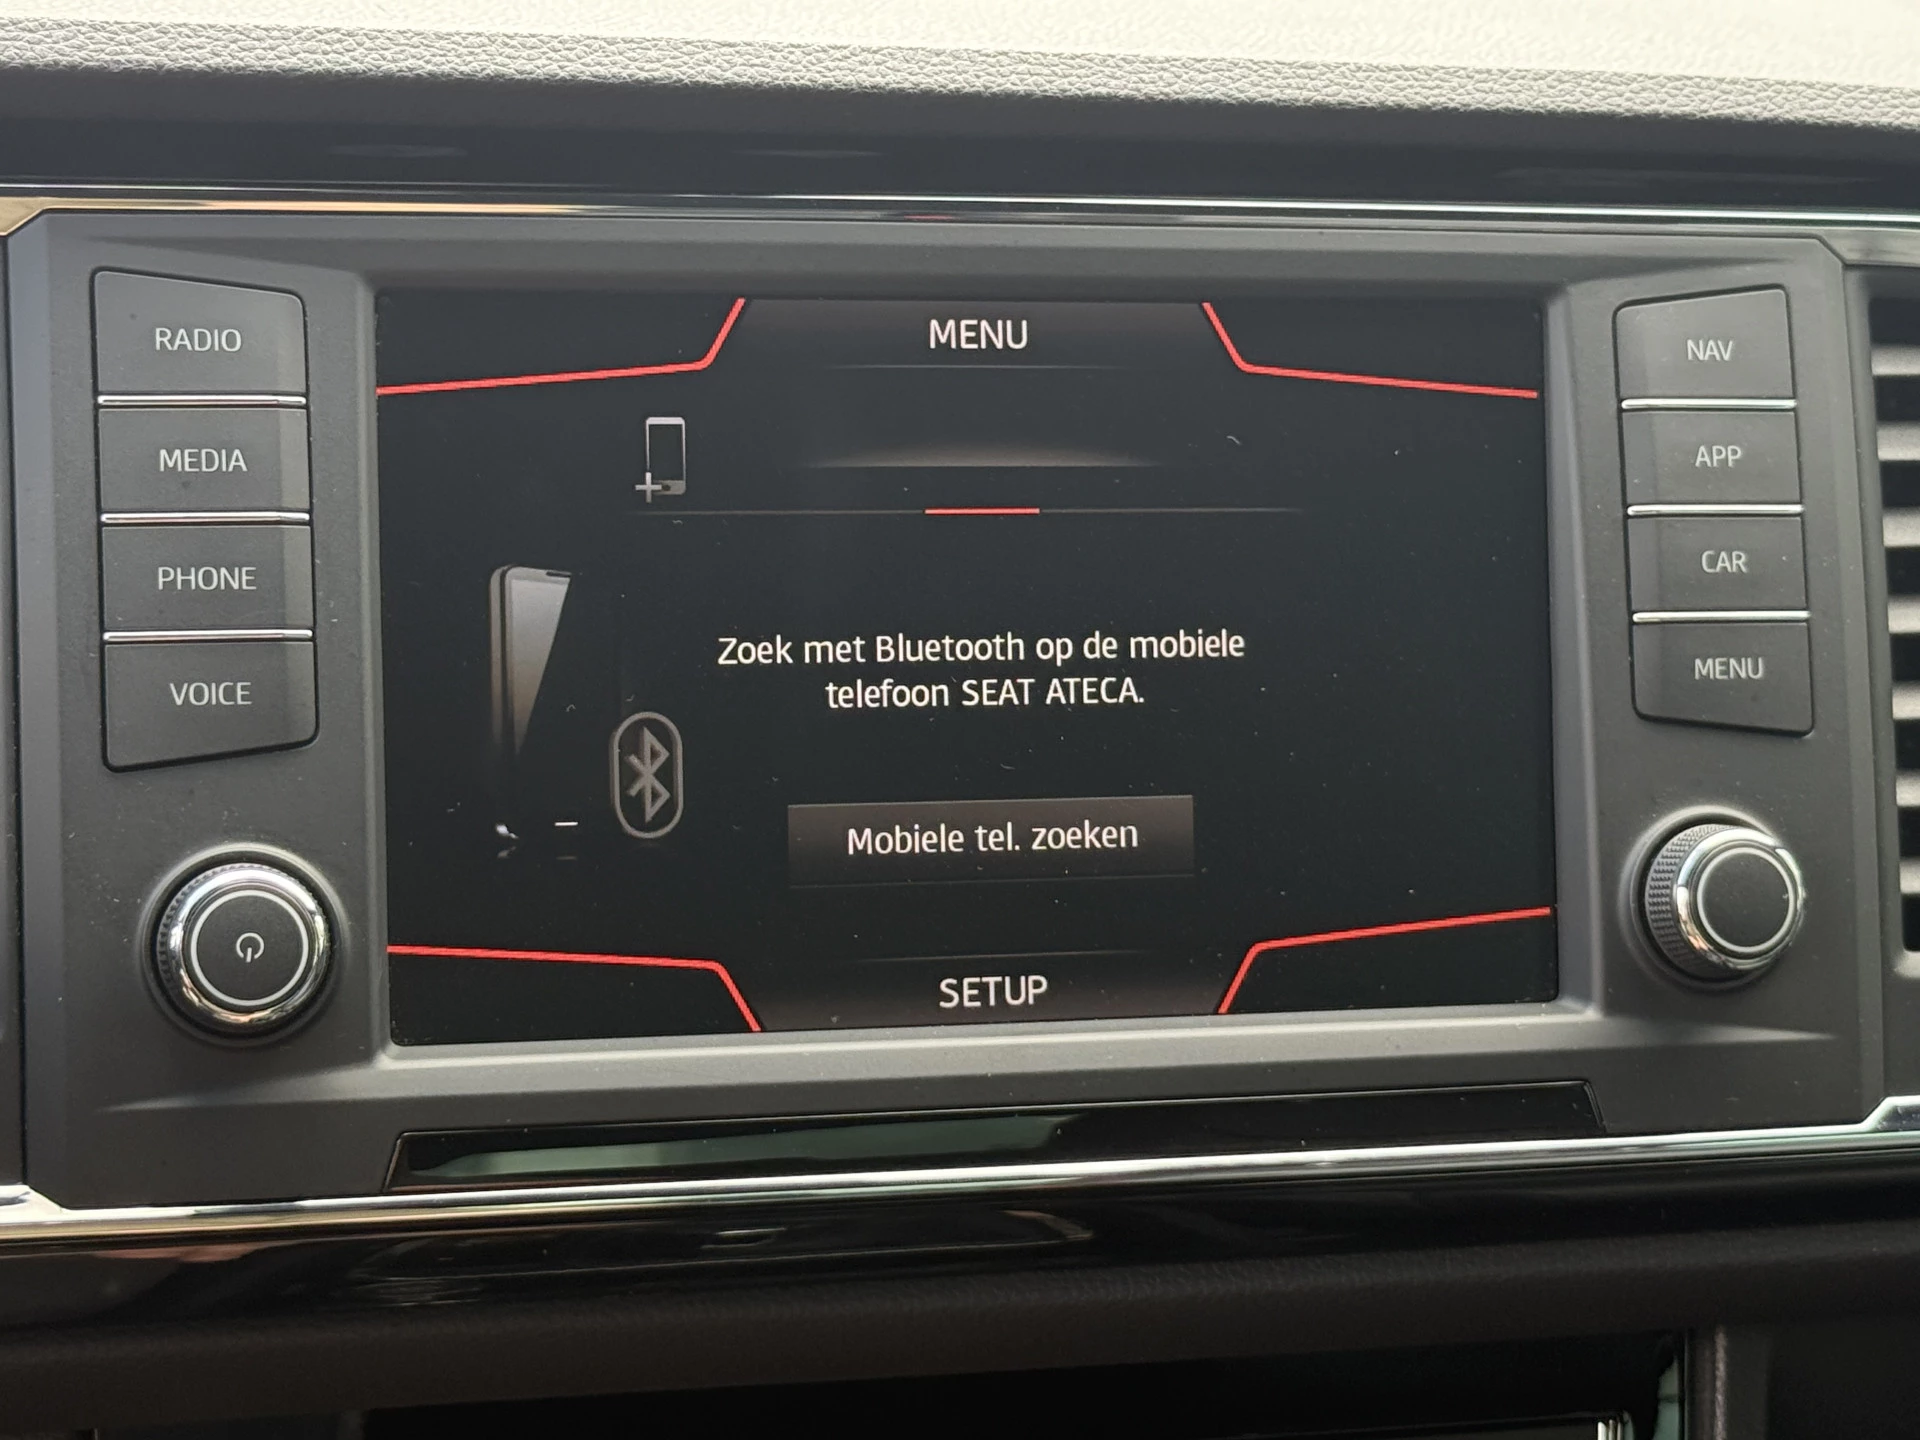 RADIO
MEDIA
PHONE
VOICE
MENU
Zoek met Bluetooth op de mobiele
telefoon SEAT ATECA.
Mobiele tel. zoeken
SETUP
NAV
APP
CAR
MENU